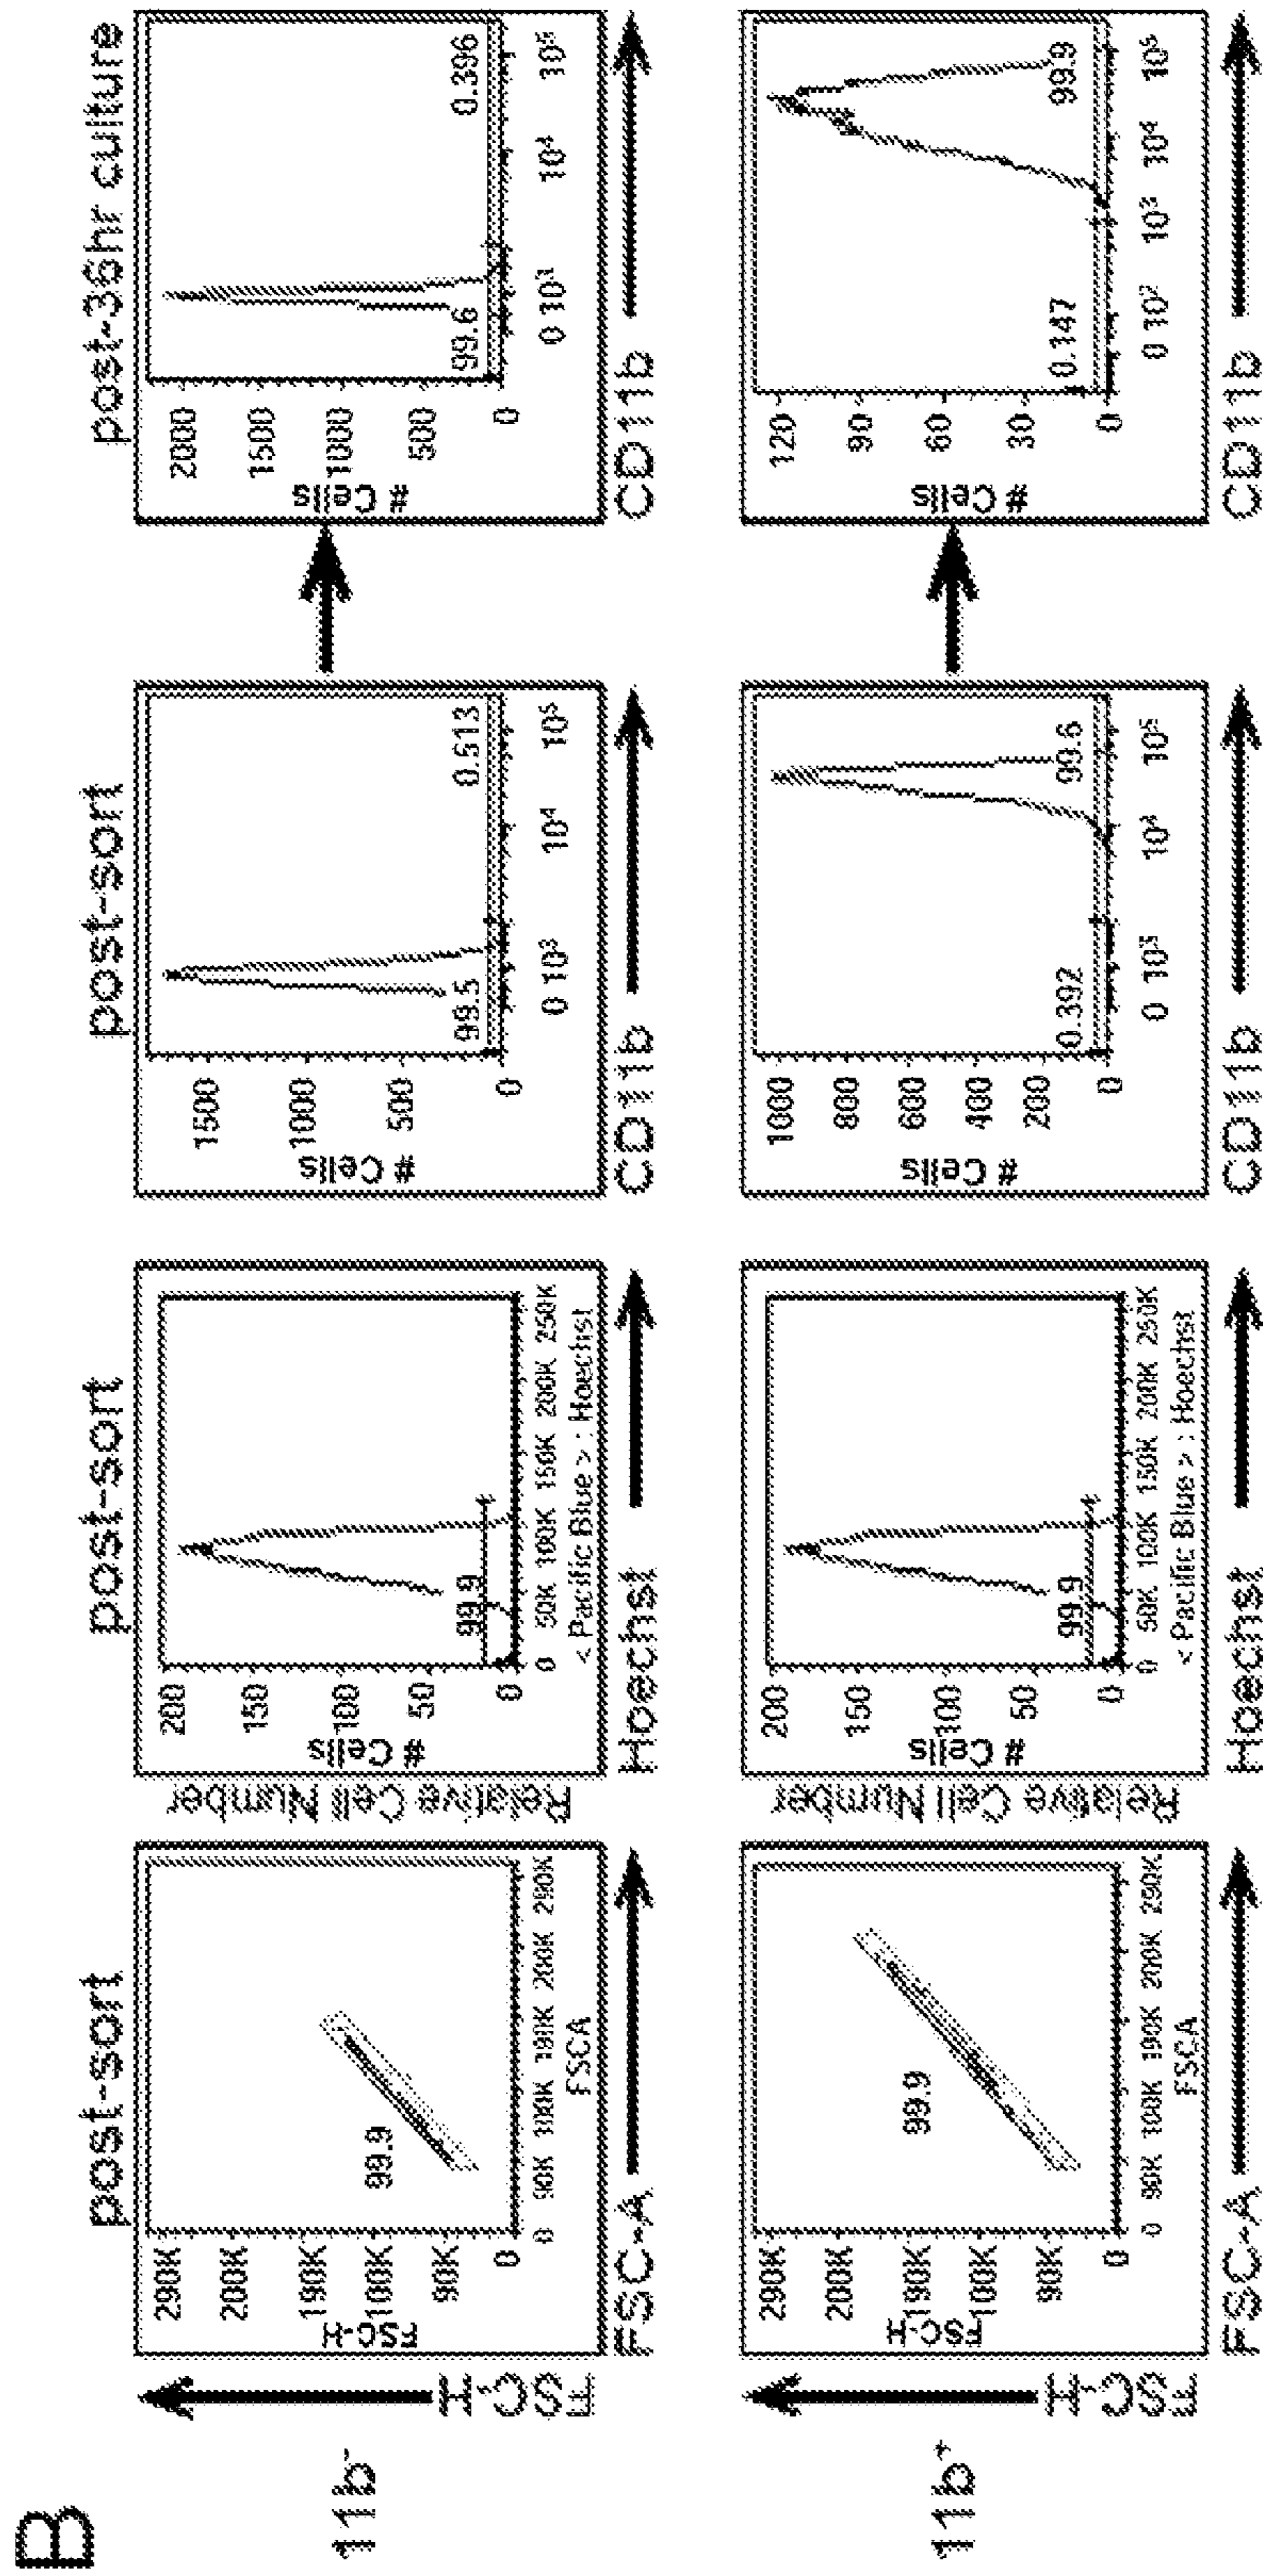 B
post-sort
post-sort
post-sort
post-36hr culture
11b-
FSC-H
FSC-H
290K
200K
190K
100K
90K
0
99.9
0 90K 100K 190K 200K 290K
FSCA
FSC-A
Relative Cell Number
# Cells
200
150
100
50
0
99.9
0 50K 100K 150K 200K 250K
<Pacific Blue>: Hoechst
Hoechst
# Cells
1500
1000
500
0
99.5
0.513
0 10³ 10⁴ 10⁵
CD11b
# Cells
2000
1500
1000
500
0
99.6
0.396
0 10³ 10⁴ 10⁵
CD11b
11b+
FSC-H
FSC-H
290K
200K
190K
100K
90K
0
99.9
0 90K 100K 190K 200K 290K
FSCA
FSC-A
Relative Cell Number
# Cells
200
150
100
50
0
99.9
0 50K 100K 150K 200K 250K
<Pacific Blue>: Hoechst
Hoechst
# Cells
1000
800
600
400
200
0
0.392
99.6
0 10³ 10⁴ 10⁵
CD11b
# Cells
120
90
60
30
0
0.147
99.9
0 10² 10³ 10⁴ 10⁵
CD11b